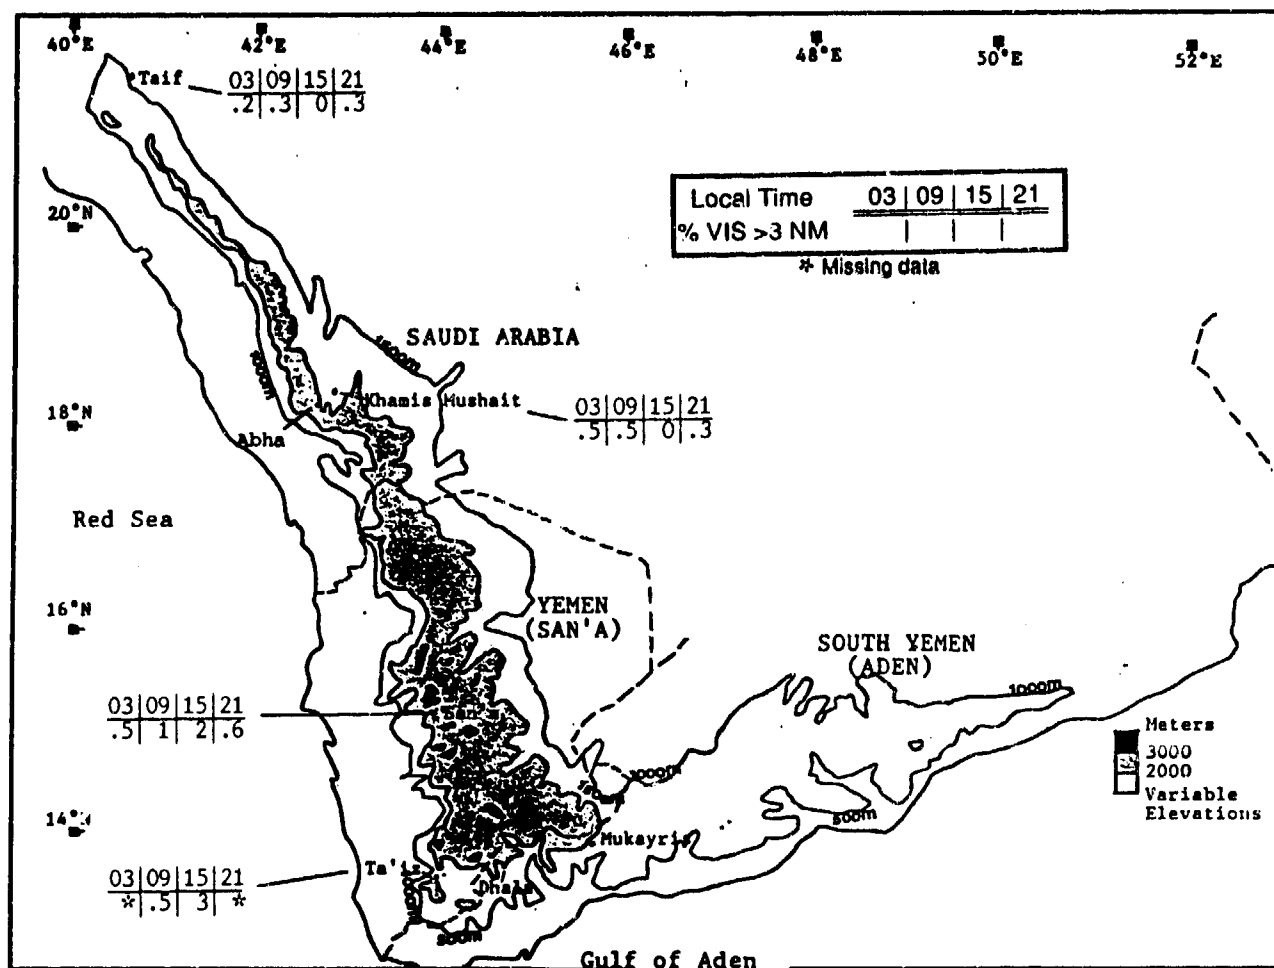 40°E 42°E 44°E 46°E 48°E 50°E 52°E
Taif
03|09|15|21
.2|.3|0|.3
Local Time 03|09|15|21
% VIS >3 NM
* Missing data
20°N
SAUDI ARABIA
1500m
1000m
Khamis Mushait
03|09|15|21
.5|.5|0|.3
18°N
Abha
Red Sea
16°N
YEMEN
(SAN'A)
SOUTH YEMEN
(ADEN)
1000m
03|09|15|21
.5|1|2|.6
Meters
3000
2000
Variable
Elevations
1000m
500m
14°N
Mukayris
Ta'iz
03|09|15|21
*|.5|3|*
Dhala
500m
Gulf of Aden